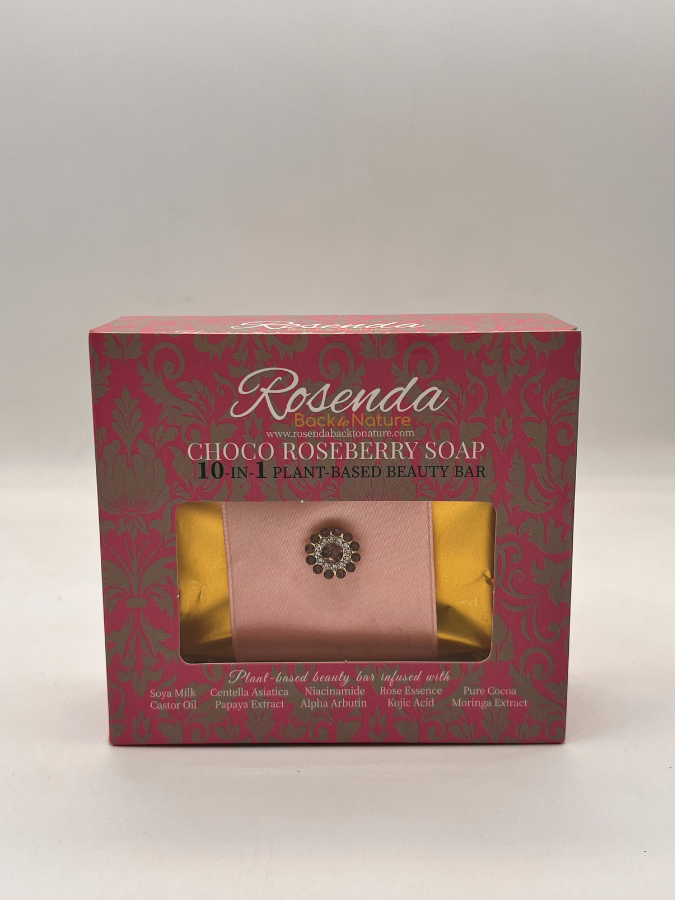 Rosenda
Rosenda
Back to Nature
www.rosendabacktonature.com
CHOCO ROSEBERRY SOAP
10-IN-1 PLANT-BASED BEAUTY BAR
Plant-based beauty bar infused with
Soya Milk Centella Asiatica Niacinamide Rose Essence Pure Cocoa
Castor Oil Papaya Extract Alpha Arbutin Kojic Acid Moringa Extract